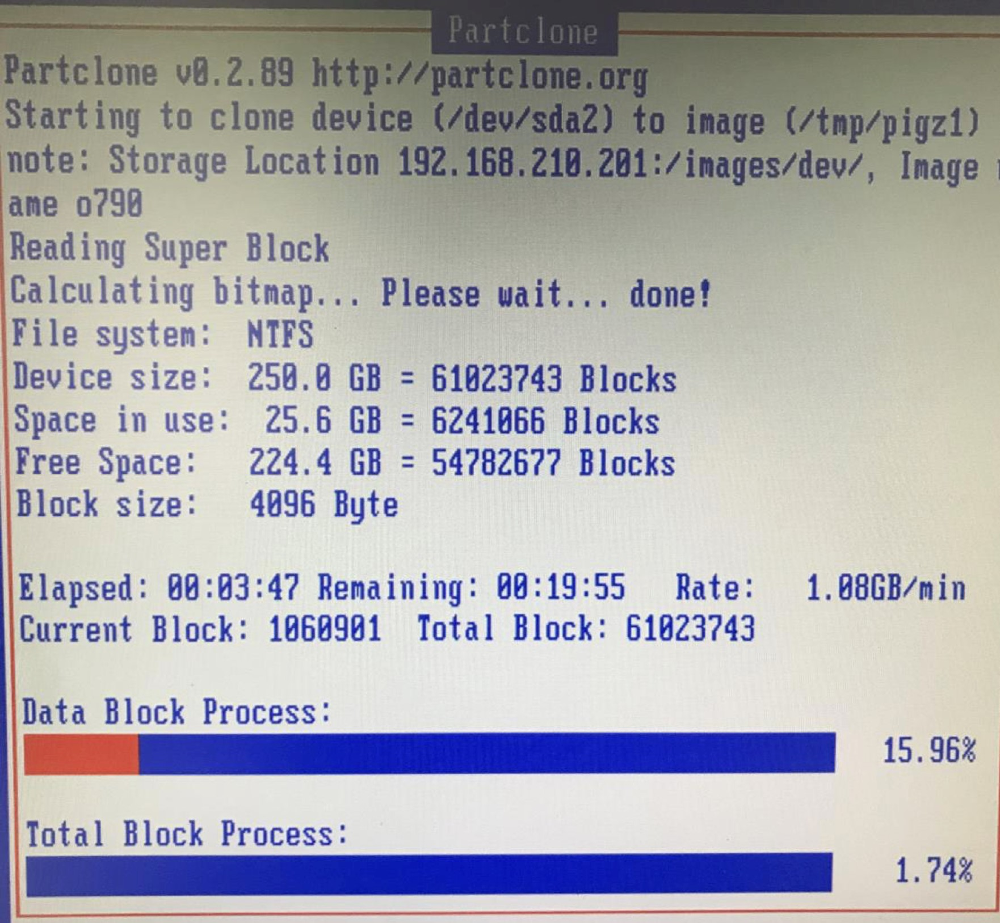 Partclone
Partclone v0.2.89 http://partclone.org
Starting to clone device (/dev/sda2) to image (/tmp/pigz1)
note: Storage Location 192.168.210.201:/images/dev/, Image n
ame o790
Reading Super Block
Calculating bitmap... Please wait... done!
File system: NTFS
Device size: 250.0 GB = 61023743 Blocks
Space in use: 25.6 GB = 6241066 Blocks
Free Space: 224.4 GB = 54782677 Blocks
Block size: 4096 Byte
Elapsed: 00:03:47 Remaining: 00:19:55 Rate: 1.08GB/min
Current Block: 1060901 Total Block: 61023743
Data Block Process:
15.96%
Total Block Process:
1.74%